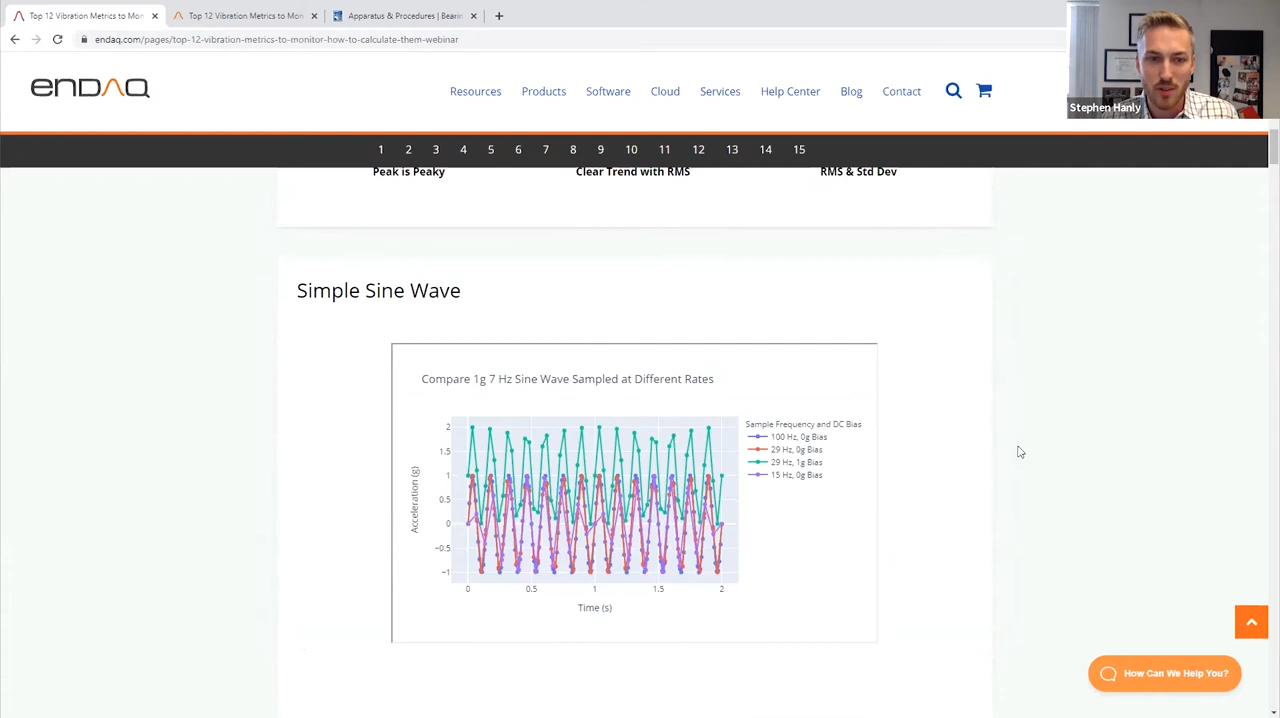 Top 12 Vibration Metrics to Mon
Top 12 Vibration Metrics to Mon
Apparatus & Procedures | Bearin
endaq.com/pages/top-12-vibration-metrics-to-monitor-how-to-calculate-them-webinar
enDAQ
Resources Products Software Cloud Services Help Center Blog Contact
Stephen Hanly
1 2 3 4 5 6 7 8 9 10 11 12 13 14 15
Peak is Peaky Clear Trend with RMS RMS & Std Dev
Simple Sine Wave
Compare 1g 7 Hz Sine Wave Sampled at Different Rates
Sample Frequency and DC Bias
100 Hz, 0g Bias
29 Hz, 0g Bias
29 Hz, 1g Bias
15 Hz, 0g Bias
Acceleration (g)
2
1.5
1
0.5
0
−0.5
−1
0 0.5 1 1.5 2
Time (s)
How Can We Help You?